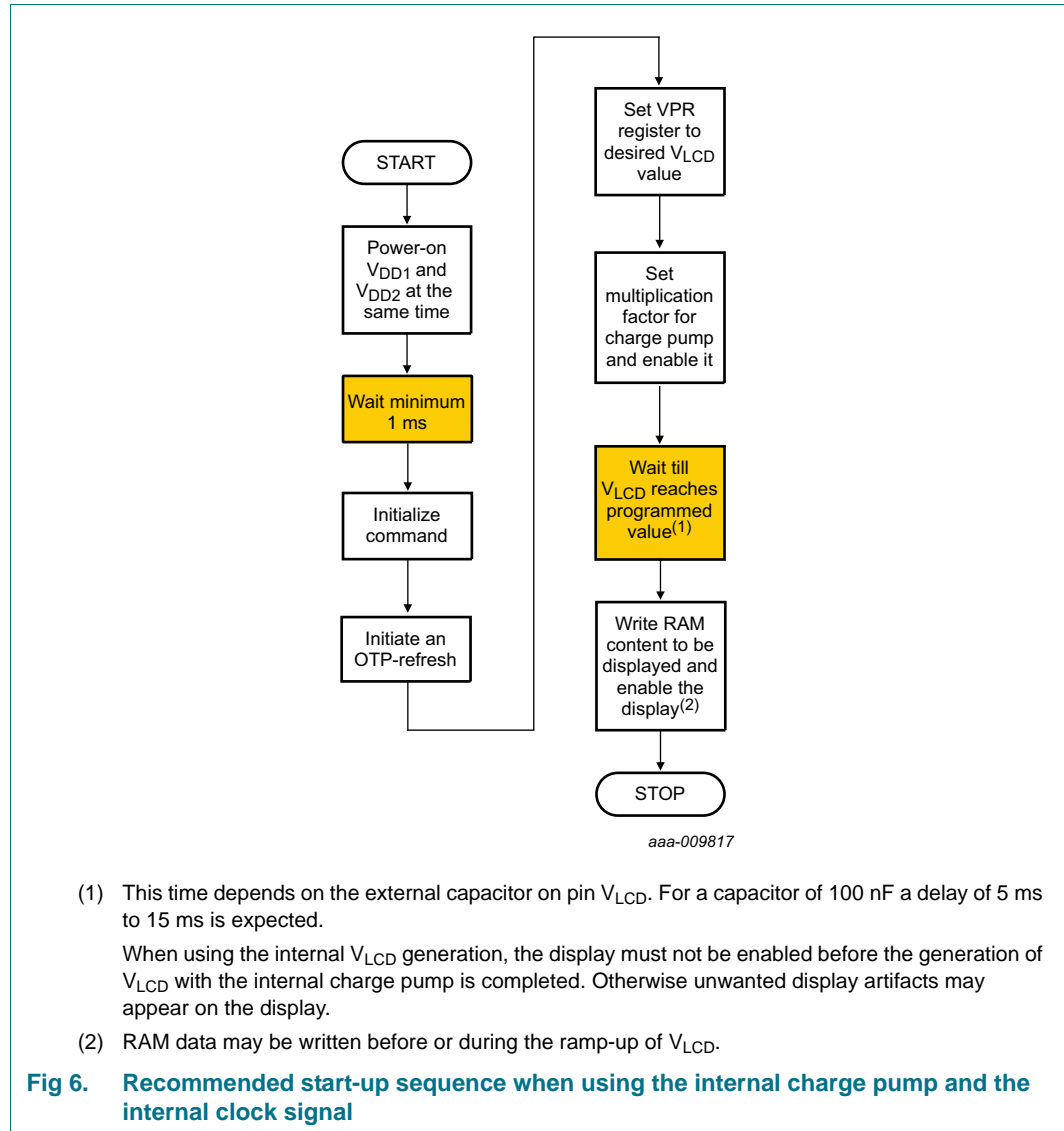 START
Power-on
VDD1 and
VDD2 at the
same time
Wait minimum
1 ms
Initialize
command
Initiate an
OTP-refresh
Set VPR
register to
desired VLCD
value
Set
multiplication
factor for
charge pump
and enable it
Wait till
VLCD reaches
programmed
value(1)
Write RAM
content to be
displayed and
enable the
display(2)
STOP
aaa-009817
(1) This time depends on the external capacitor on pin VLCD. For a capacitor of 100 nF a delay of 5 ms
to 15 ms is expected.
When using the internal VLCD generation, the display must not be enabled before the generation of
VLCD with the internal charge pump is completed. Otherwise unwanted display artifacts may
appear on the display.
(2) RAM data may be written before or during the ramp-up of VLCD.
Fig 6. Recommended start-up sequence when using the internal charge pump and the
internal clock signal